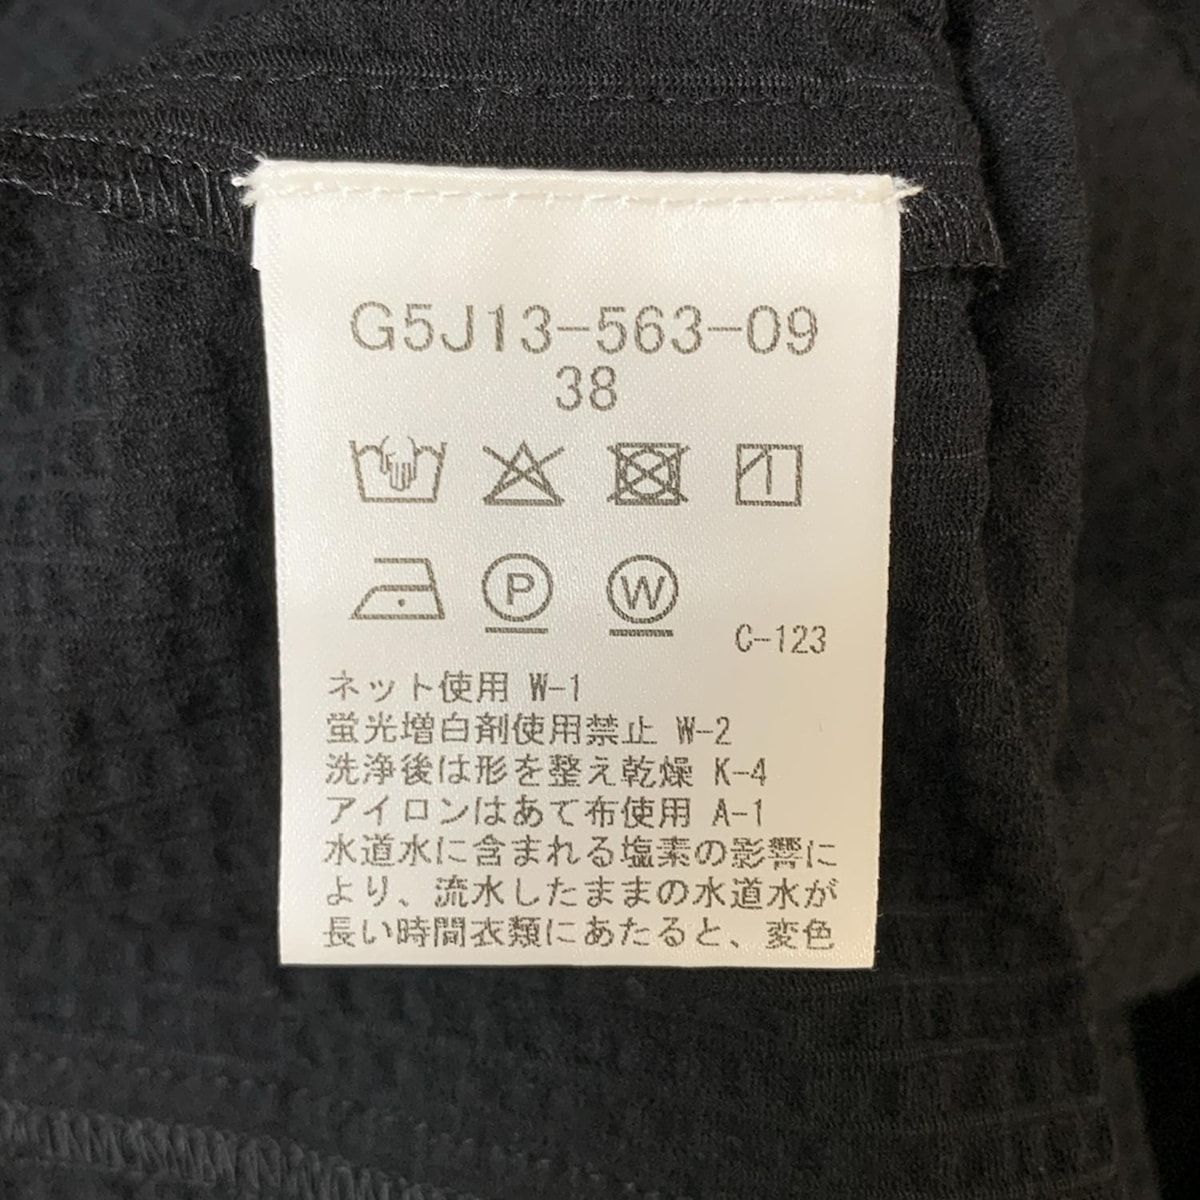 G5J13-563-09
38
P
W
C-123
ネット使用 W-1
蛍光増白剤使用禁止 W-2
洗浄後は形を整え乾燥 K-4
アイロンはあて布使用 A-1
水道水に含まれる塩素の影響に
より、流水したままの水道水が
長い時間衣類にあたると、変色